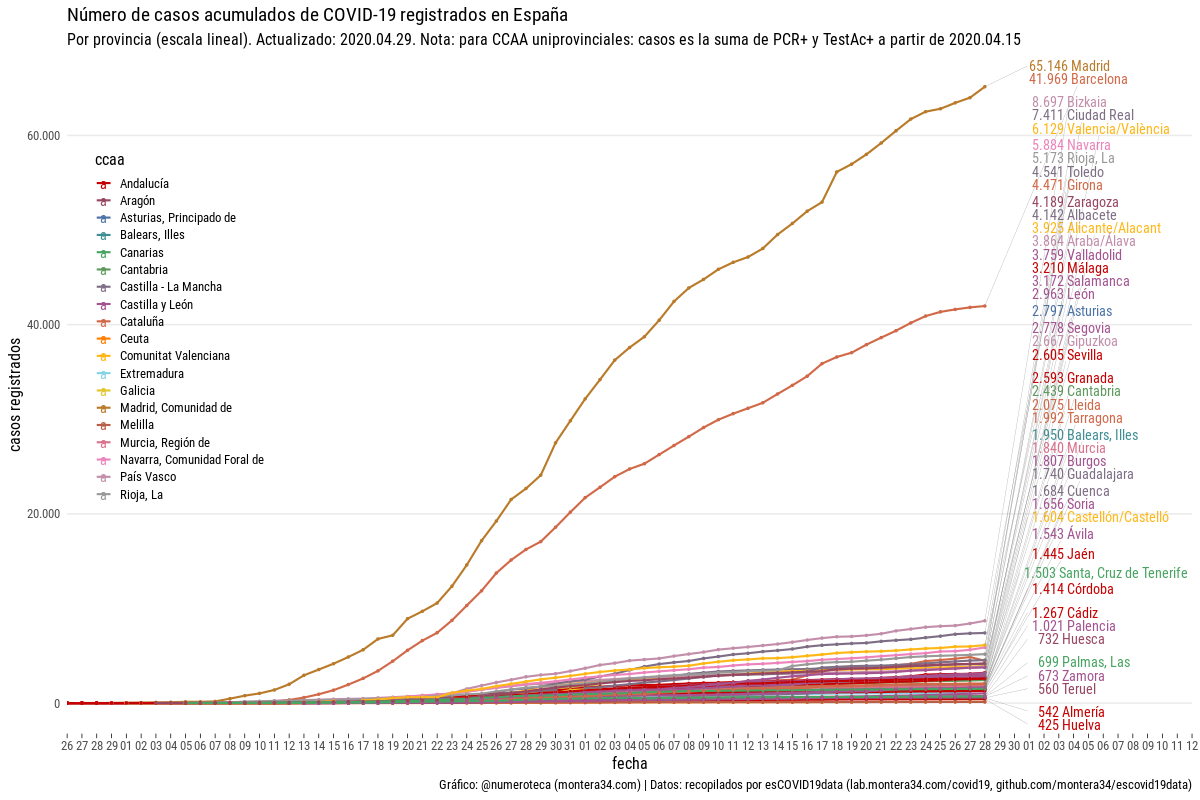 Número de casos acumulados de COVID-19 registrados en España
Por provincia (escala lineal). Actualizado: 2020.04.29. Nota: para CCAA uniprovinciales: casos es la suma de PCR+ y TestAc+ a partir de 2020.04.15
65.146 Madrid
41.969 Barcelona
8.697 Bizkaia
7.411 Ciudad Real
6.129 Valencia/València
5.884 Navarra
5.173 Rioja, La
4.541 Toledo
4.471 Girona
4.189 Zaragoza
4.142 Albacete
3.925 Alicante/Alacant
3.864 Araba/Álava
3.759 Valladolid
3.210 Málaga
3.172 Salamanca
2.963 León
2.797 Asturias
2.778 Segovia
2.667 Gipuzkoa
2.605 Sevilla
2.593 Granada
2.439 Cantabria
2.075 Lleida
1.992 Tarragona
1.950 Balears, Illes
1.840 Murcia
1.807 Burgos
1.740 Guadalajara
1.684 Cuenca
1.656 Soria
1.604 Castellón/Castelló
1.543 Ávila
1.445 Jaén
1.503 Santa, Cruz de Tenerife
1.414 Córdoba
1.267 Cádiz
1.021 Palencia
732 Huesca
699 Palmas, Las
673 Zamora
560 Teruel
542 Almería
425 Huelva
ccaa
Andalucía
Aragón
Asturias, Principado de
Balears, Illes
Canarias
Cantabria
Castilla - La Mancha
Castilla y León
Cataluña
Ceuta
Comunitat Valenciana
Extremadura
Galicia
Madrid, Comunidad de
Melilla
Murcia, Región de
Navarra, Comunidad Foral de
País Vasco
Rioja, La
casos registrados
60.000
40.000
20.000
0
26 27 28 29 01 02 03 04 05 06 07 08 09 10 11 12 13 14 15 16 17 18 19 20 21 22 23 24 25 26 27 28 29 30 31 01 02 03 04 05 06 07 08 09 10 11 12 13 14 15 16 17 18 19 20 21 22 23 24 25 26 27 28 29 30 01 02 03 04 05 06 07 08 09 10 11 12
fecha
Gráfico: @numeroteca (montera34.com) | Datos: recopilados por esCOVID19data (lab.montera34.com/covid19, github.com/montera34/escovid19data)